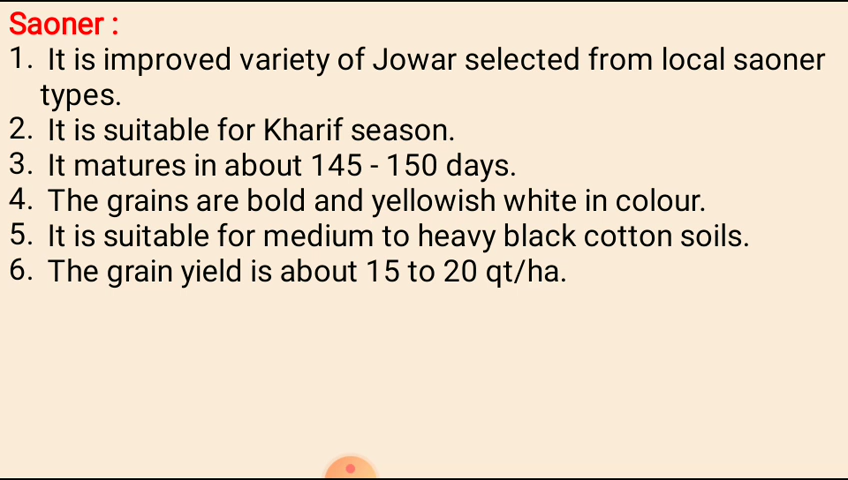 Saoner :
1. It is improved variety of Jowar selected from local saoner
types.
2. It is suitable for Kharif season.
3. It matures in about 145 - 150 days.
4. The grains are bold and yellowish white in colour.
5. It is suitable for medium to heavy black cotton soils.
6. The grain yield is about 15 to 20 qt/ha.